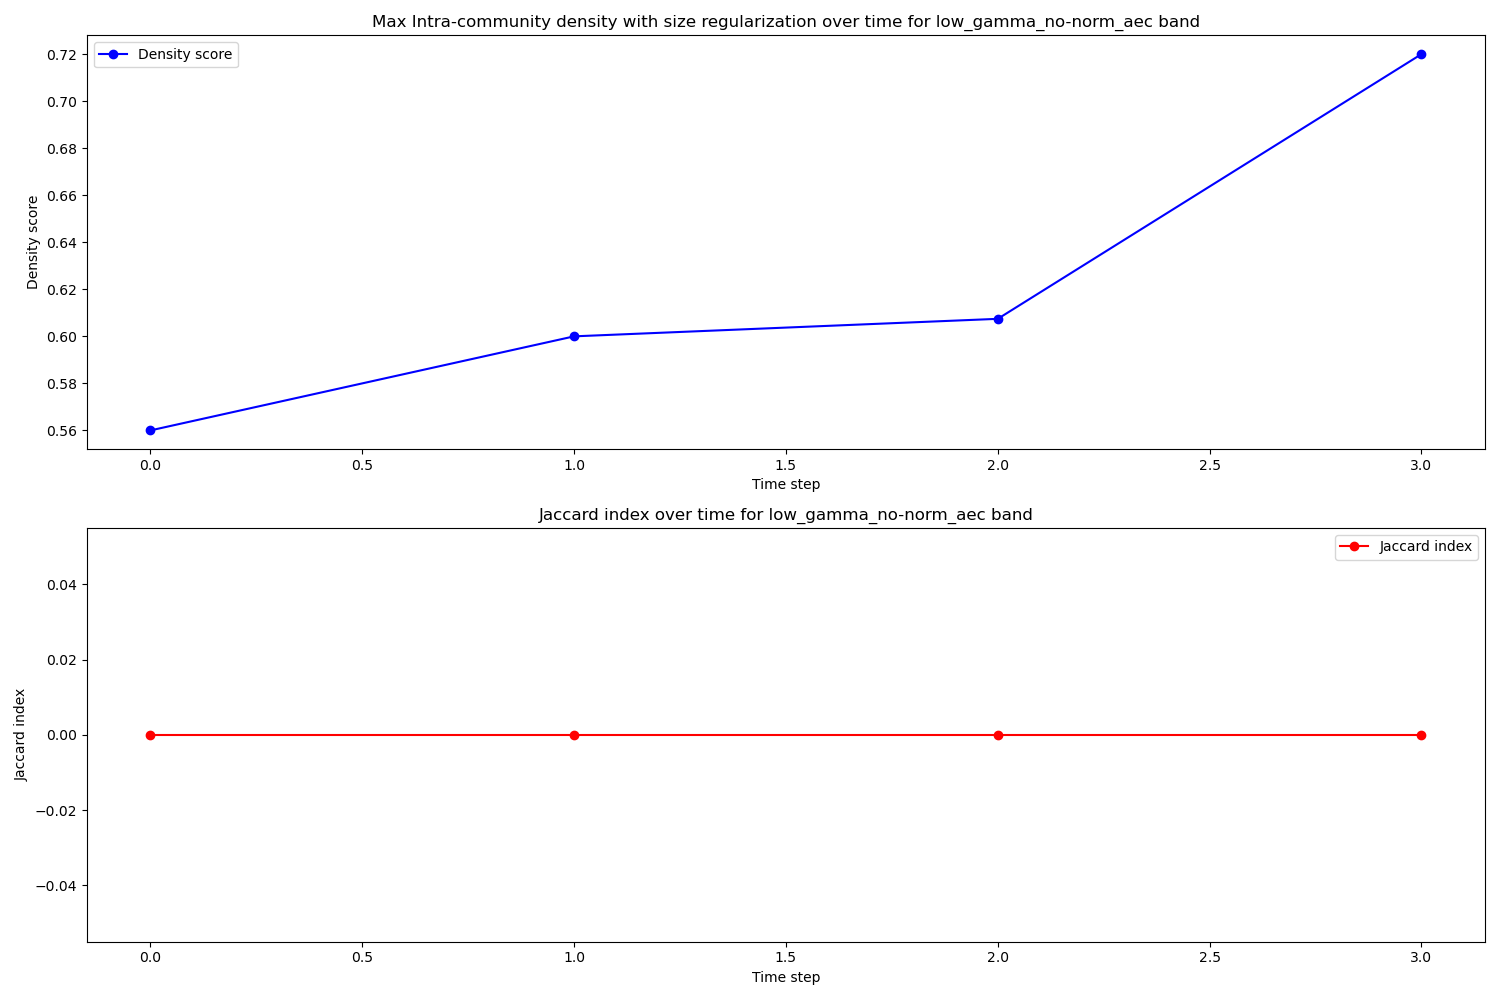 Max Intra-community density with size regularization over time for low_gamma_no-norm_aec band
Density score
0.72
0.70
0.68
0.66
0.64
0.62
0.60
0.58
0.56
Density score
0.0 0.5 1.0 1.5 2.0 2.5 3.0
Time step
Jaccard index over time for low_gamma_no-norm_aec band
Jaccard index
0.04
0.02
0.00
−0.02
−0.04
Jaccard index
0.0 0.5 1.0 1.5 2.0 2.5 3.0
Time step